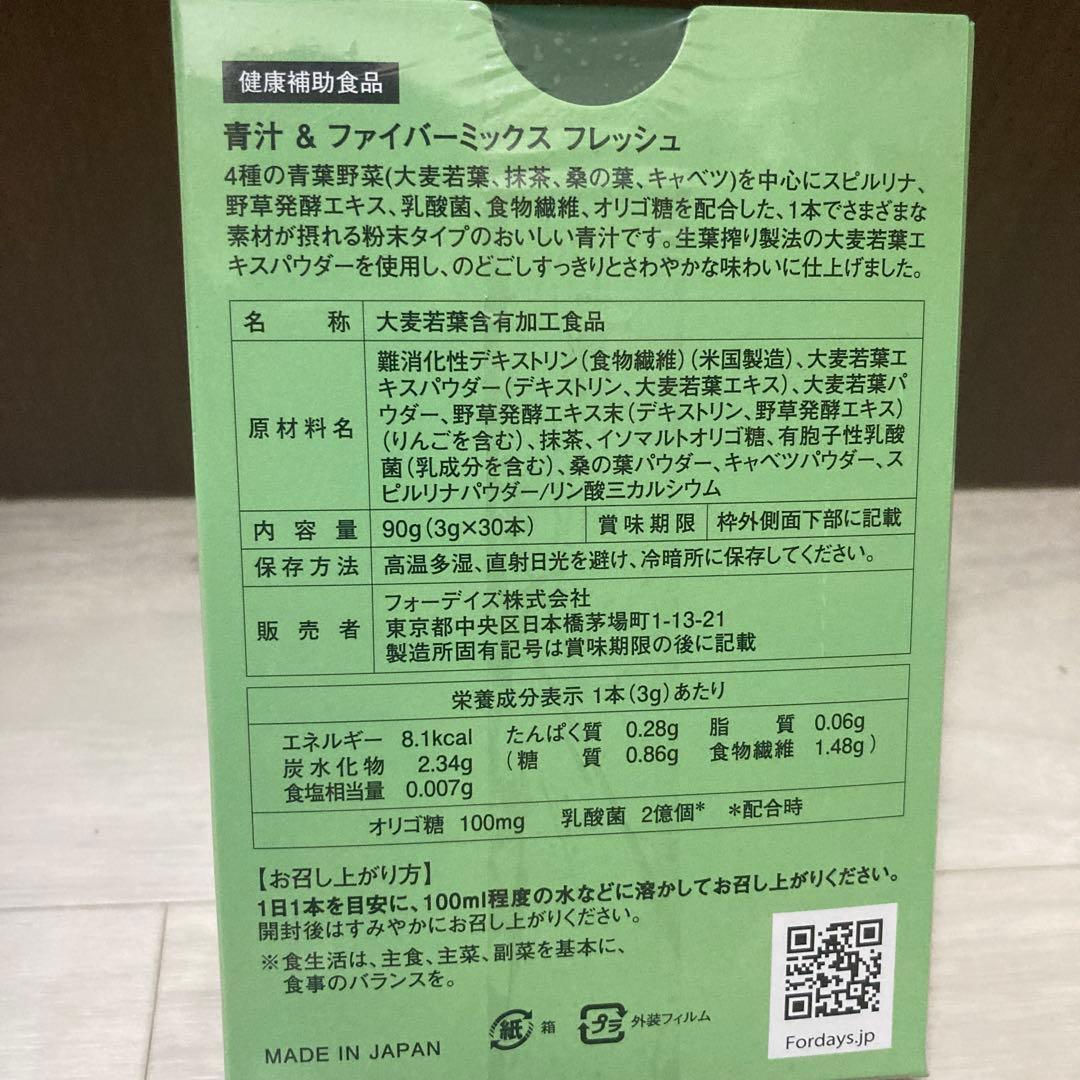 健康補助食品
青汁 & ファイバーミックス フレッシュ
4種の青葉野菜(大麦若葉、抹茶、桑の葉、キャベツ)を中心にスピルリナ、
野草発酵エキス、乳酸菌、食物繊維、オリゴ糖を配合した、1本でさまざまな
素材が摂れる粉末タイプのおいしい青汁です。生葉搾り製法の大麦若葉エ
キスパウダーを使用し、のどごしすっきりとさわやかな味わいに仕上げました。
名称 大麦若葉含有加工食品
原材料名 難消化性デキストリン(食物繊維)(米国製造)、大麦若葉エ
キスパウダー(デキストリン、大麦若葉エキス)、大麦若葉パ
ウダー、野草発酵エキス末(デキストリン、野草発酵エキス)
(りんごを含む)、抹茶、イソマルトオリゴ糖、有胞子性乳酸
菌(乳成分を含む)、桑の葉パウダー、キャベツパウダー、ス
ピルリナパウダー/リン酸三カルシウム
内容量 90g(3g×30本) 賞味期限 枠外側面下部に記載
保存方法 高温多湿、直射日光を避け、冷暗所に保存してください。
販売者 フォーデイズ株式会社
東京都中央区日本橋茅場町1-13-21
製造所固有記号は賞味期限の後に記載
栄養成分表示 1本(3g)あたり
エネルギー 8.1kcal たんぱく質 0.28g 脂質 0.06g
炭水化物 2.34g (糖質 0.86g 食物繊維 1.48g)
食塩相当量 0.007g
オリゴ糖 100mg 乳酸菌 2億個* *配合時
【お召し上がり方】
1日1本を目安に、100ml程度の水などに溶かしてお召し上がりください。
開封後はすみやかにお召し上がりください。
※食生活は、主食、主菜、副菜を基本に、
食事のバランスを。
紙 箱 プラ 外装フィルム
MADE IN JAPAN
Fordays.jp